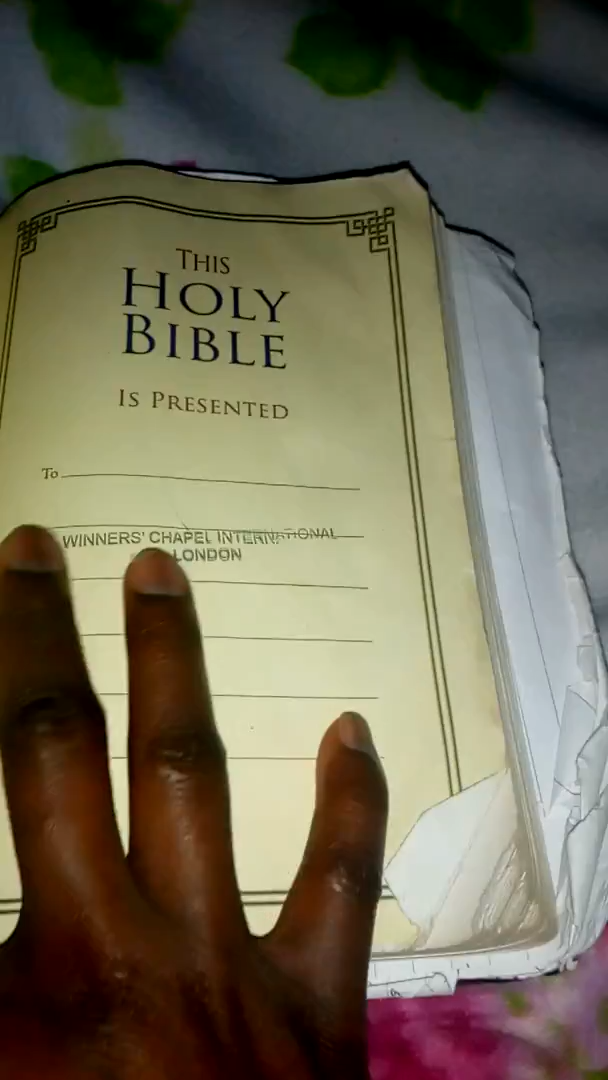 THIS
HOLY
BIBLE
IS PRESENTED
To
WINNERS' CHAPEL INTERNATIONAL
LONDON